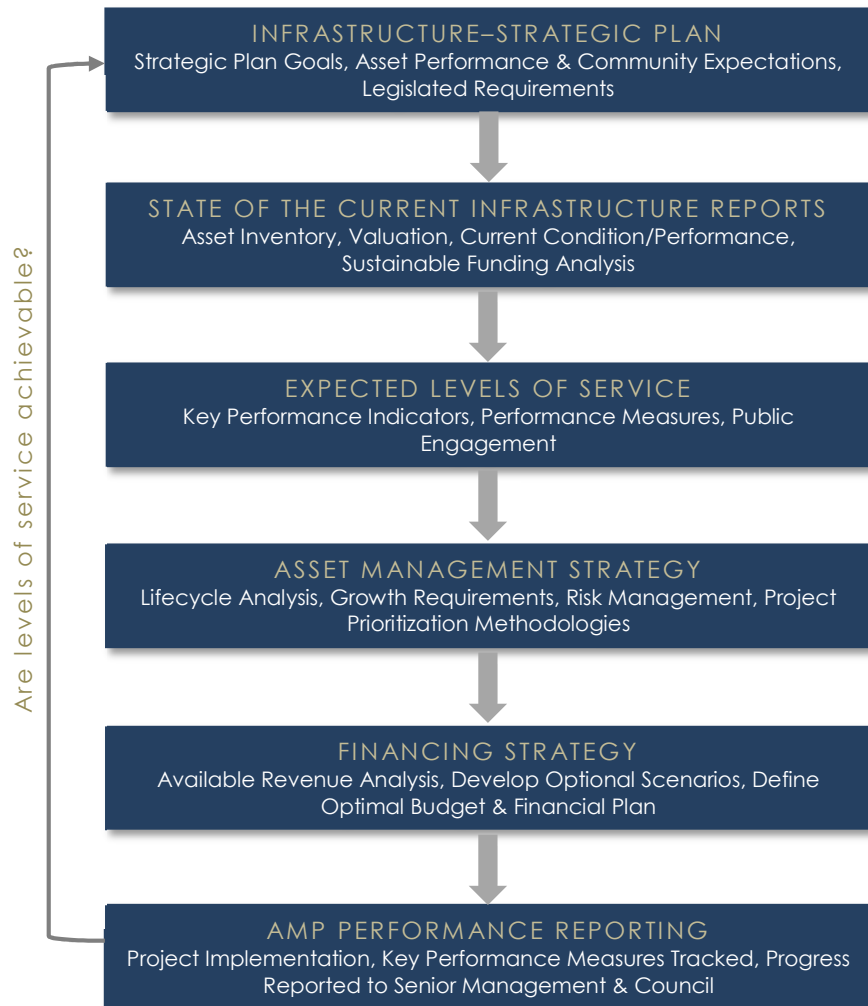 INFRASTRUCTURE–STRATEGIC PLAN
Strategic Plan Goals, Asset Performance & Community Expectations,
Legislated Requirements
STATE OF THE CURRENT INFRASTRUCTURE REPORTS
Asset Inventory, Valuation, Current Condition/Performance,
Sustainable Funding Analysis
EXPECTED LEVELS OF SERVICE
Key Performance Indicators, Performance Measures, Public
Engagement
ASSET MANAGEMENT STRATEGY
Lifecycle Analysis, Growth Requirements, Risk Management, Project
Prioritization Methodologies
FINANCING STRATEGY
Available Revenue Analysis, Develop Optional Scenarios, Define
Optimal Budget & Financial Plan
AMP PERFORMANCE REPORTING
Project Implementation, Key Performance Measures Tracked, Progress
Reported to Senior Management & Council
Are levels of service achievable?